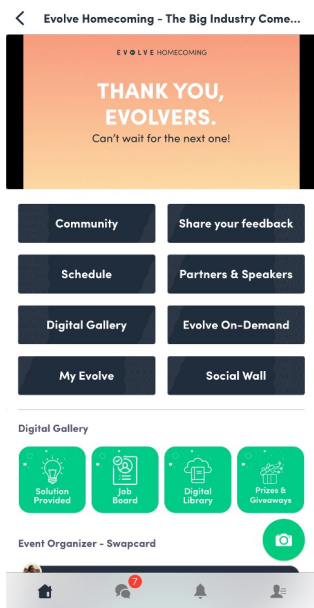 Evolve Homecoming - The Big Industry Come...
EVOLVE HOMECOMING
THANK YOU,
EVOLVERS.
Can't wait for the next one!
Community
Share your feedback
Schedule
Partners & Speakers
Digital Gallery
Evolve On-Demand
My Evolve
Social Wall
Digital Gallery
Solution
Provided
Job
Board
Digital
Library
Prizes &
Giveaways
Event Organizer - Swapcard
7